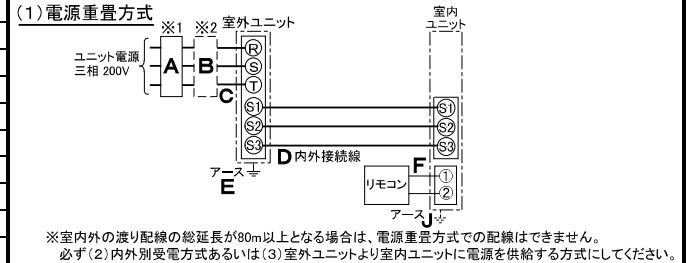 (1)電源重畳方式
※1 ※2 室外ユニット
室内
ユニット
ユニット電源
三相 200V
A B C
R
S
T
S1 S1
S2 S2
S3 S3
D 内外接続線
アース
E
F
リモコン
①
②
アース J
※室内外の渡り配線の総延長が80m以上となる場合は、電源重畳方式での配線はできません。
必ず(2)内外別受電方式あるいは(3)室外ユニットより室内ユニットに電源を供給する方式にしてください。